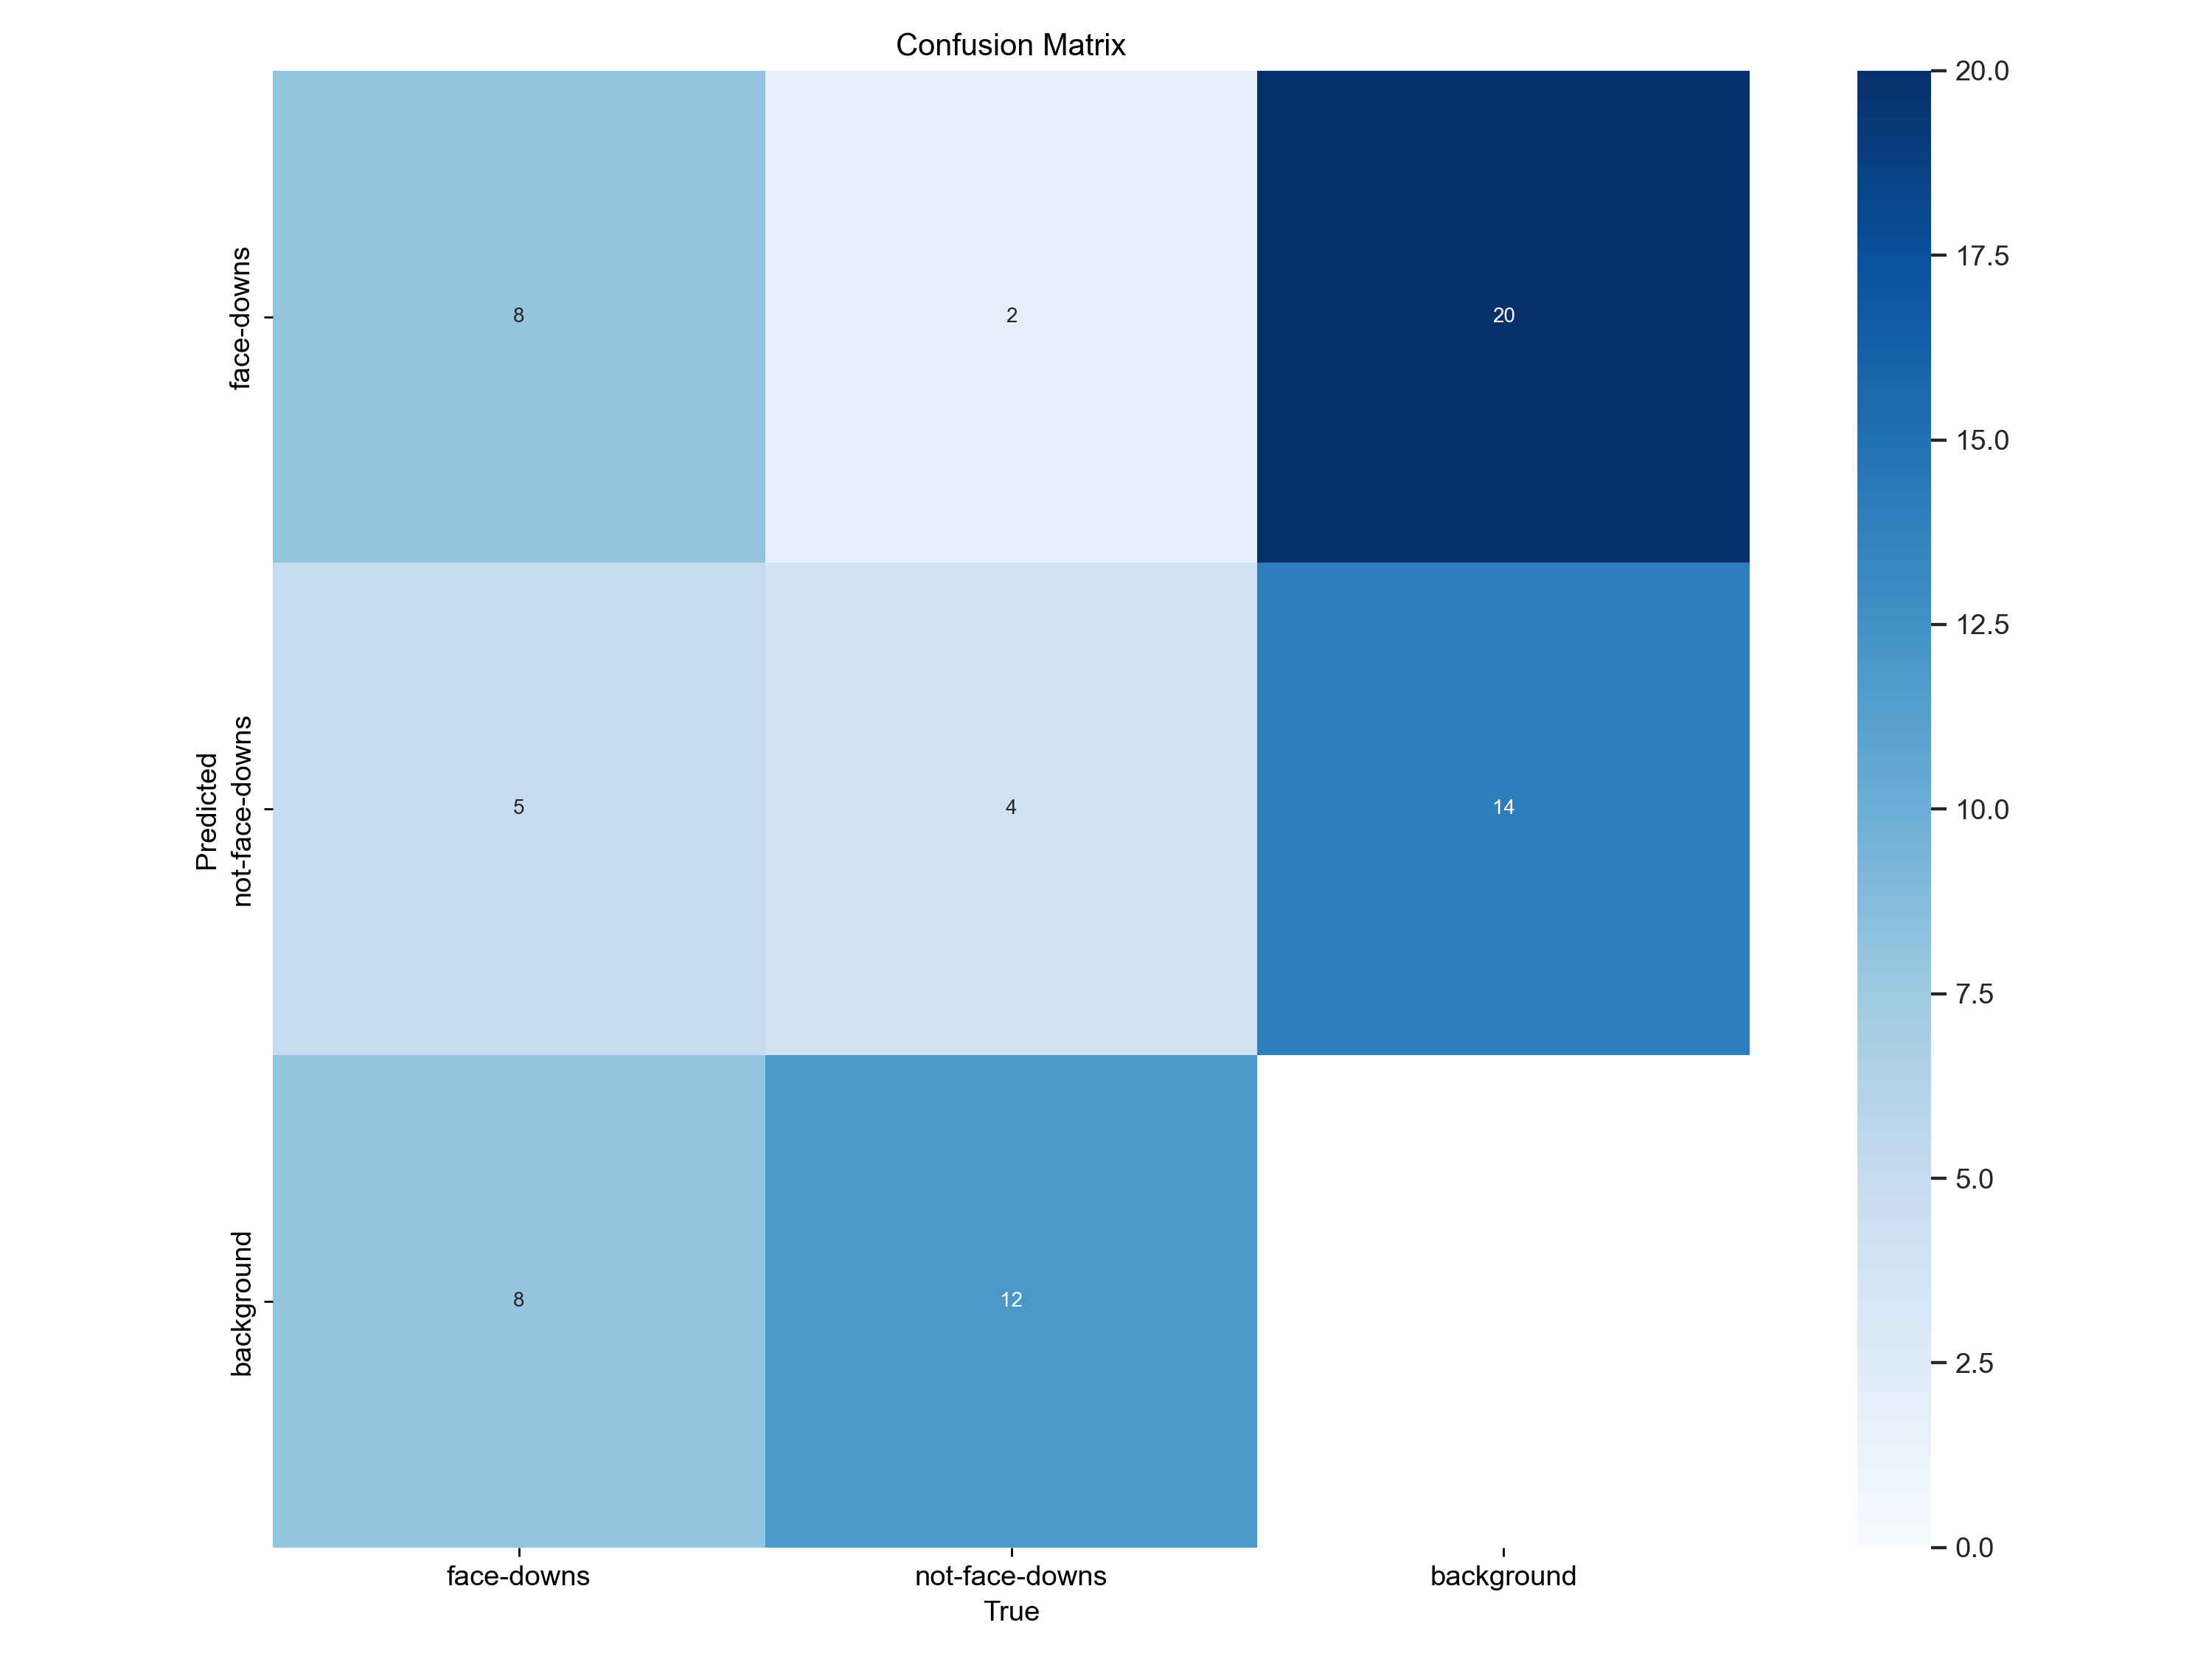 Confusion Matrix
face-downs
not-face-downs
background
Predicted
8
2
20
5
4
14
8
12
face-downs
not-face-downs
background
True
20.0
17.5
15.0
12.5
10.0
7.5
5.0
2.5
0.0